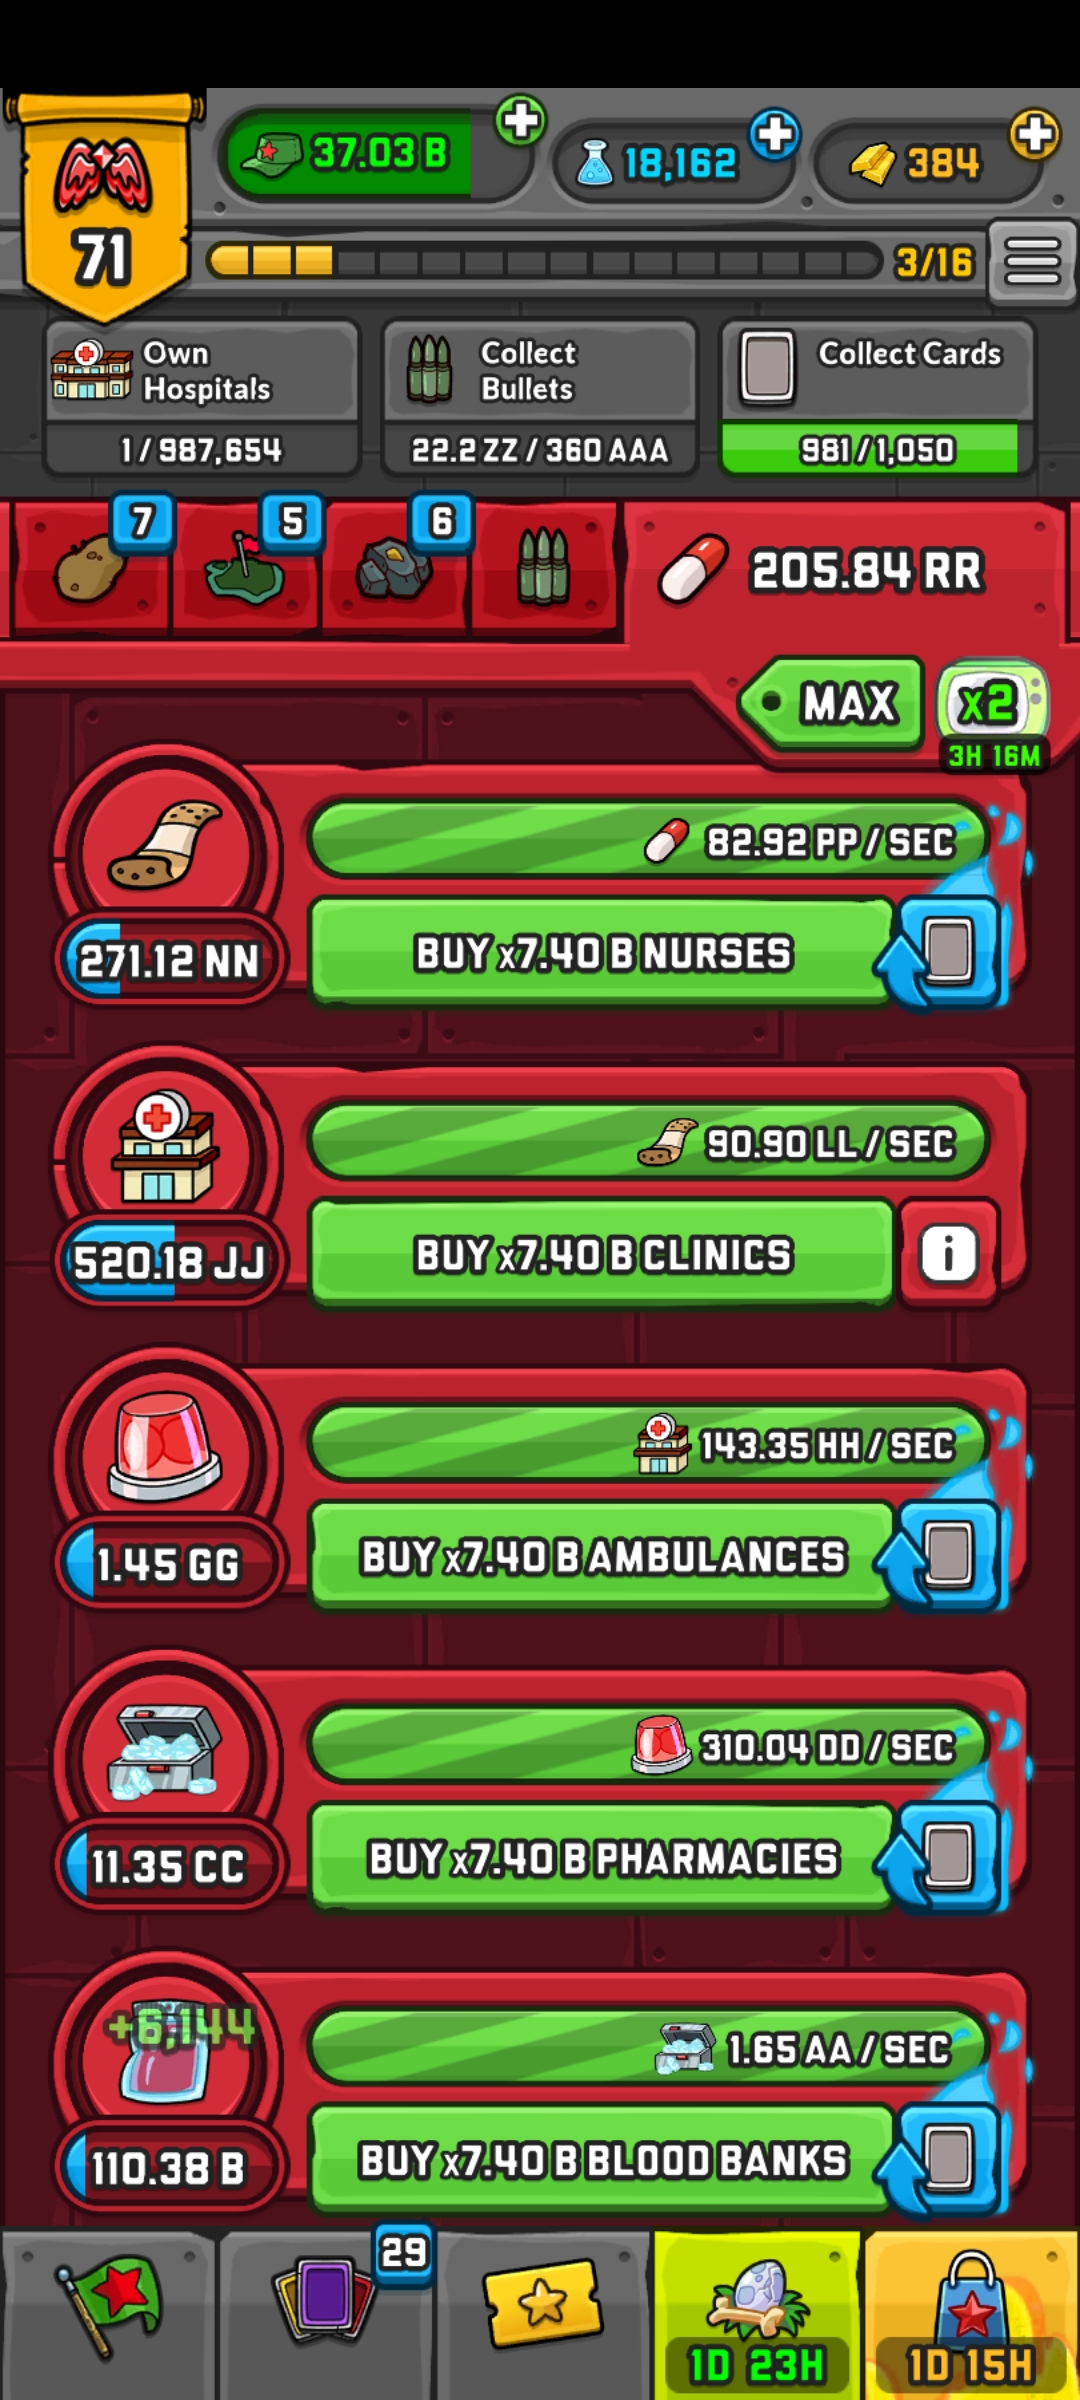 37.03 B
18,162
384
71
3/16
Own
Hospitals
1/987,654
Collect
Bullets
22.2 ZZ / 360 AAA
Collect Cards
981/1,050
7
5
6
205.84 RR
MAX
x2
3H 16M
82.92 PP / SEC
271.12 NN
BUY x7.40 B NURSES
90.90 LL / SEC
520.18 JJ
BUY x7.40 B CLINICS
i
143.35 HH / SEC
1.45 GG
BUY x7.40 B AMBULANCES
310.04 DD / SEC
11.35 CC
BUY x7.40 B PHARMACIES
+6,144
1.65 AA / SEC
110.38 B
BUY x7.40 B BLOOD BANKS
29
1D 23H
1D 15H